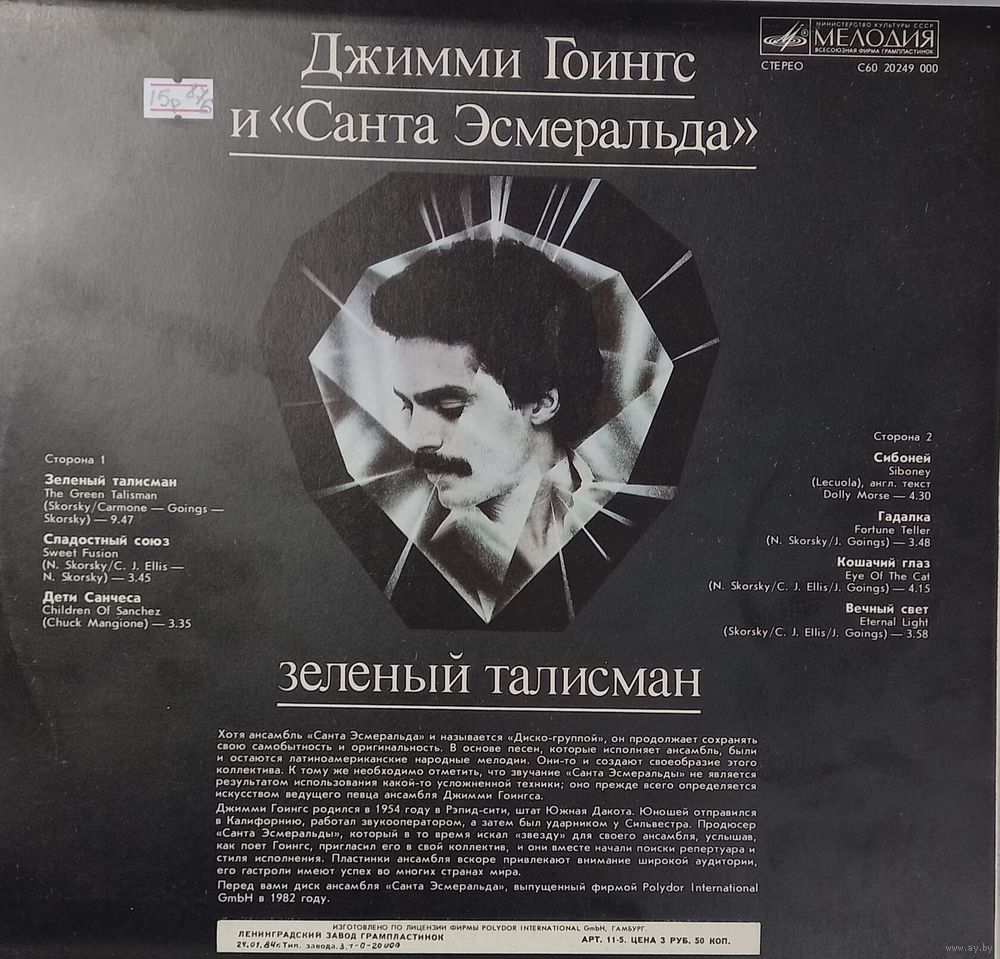 МИНИСТЕРСТВО КУЛЬТУРЫ СССР
МЕЛОДИЯ
ВСЕСОЮЗНАЯ ФИРМА ГРАМПЛАСТИНОК
СТЕРЕО
С60 20249 000
Джимми Гоингс
и «Санта Эсмеральда»
15р
Сторона 1
Зеленый талисман
The Green Talisman
(Skorsky/Carmone — Goings —
Skorsky) — 9.47
Сладостный союз
Sweet Fusion
(N. Skorsky/C. J. Ellis —
N. Skorsky) — 3.45
Дети Санчеса
Children Of Sanchez
(Chuck Mangione) — 3.35
Сторона 2
Сибоней
Siboney
(Lecuola), англ. текст
Dolly Morse — 4.30
Гадалка
Fortune Teller
(N. Skorsky/J. Goings) — 3.48
Кошачий глаз
Eye Of The Cat
(N. Skorsky/C. J. Ellis/J. Goings) — 4.15
Вечный свет
Eternal Light
(Skorsky/C. J. Ellis/J. Goings) — 3.58
зеленый талисман
Хотя ансамбль «Санта Эсмеральда» и называется «Диско-группой», он продолжает сохранять
свою самобытность и оригинальность. В основе песен, которые исполняет ансамбль, были
и остаются латиноамериканские народные мелодии. Они-то и создают своеобразие этого
коллектива. К тому же необходимо отметить, что звучание «Санта Эсмеральды» не является
результатом использования какой-то усложненной техники; оно прежде всего определяется
искусством ведущего певца ансамбля Джимми Гоингса.
Джимми Гоингс родился в 1954 году в Рэпид-сити, штат Южная Дакота. Юношей отправился
в Калифорнию, работал звукооператором, а затем был ударником у Сильвестра. Продюсер
«Санта Эсмеральды», который в то время искал «звезду» для своего ансамбля, услышав,
как поет Гоингс, пригласил его в свой коллектив, и они вместе начали поиски репертуара и
стиля исполнения. Пластинки ансамбля вскоре привлекают внимание широкой аудитории,
его гастроли имеют успех во многих странах мира.
Перед вами диск ансамбля «Санта Эсмеральда», выпущенный фирмой Polydor International
GmbH в 1982 году.
ИЗГОТОВЛЕНО ПО ЛИЦЕНЗИИ ФИРМЫ POLYDOR INTERNATIONAL GmbH, ГАМБУРГ.
ЛЕНИНГРАДСКИЙ ЗАВОД ГРАМПЛАСТИНОК
АРТ. 11-5. ЦЕНА 3 РУБ. 50 КОП.
24.01.84г. Тип. завода. З.1-0-20000
www.ay.by